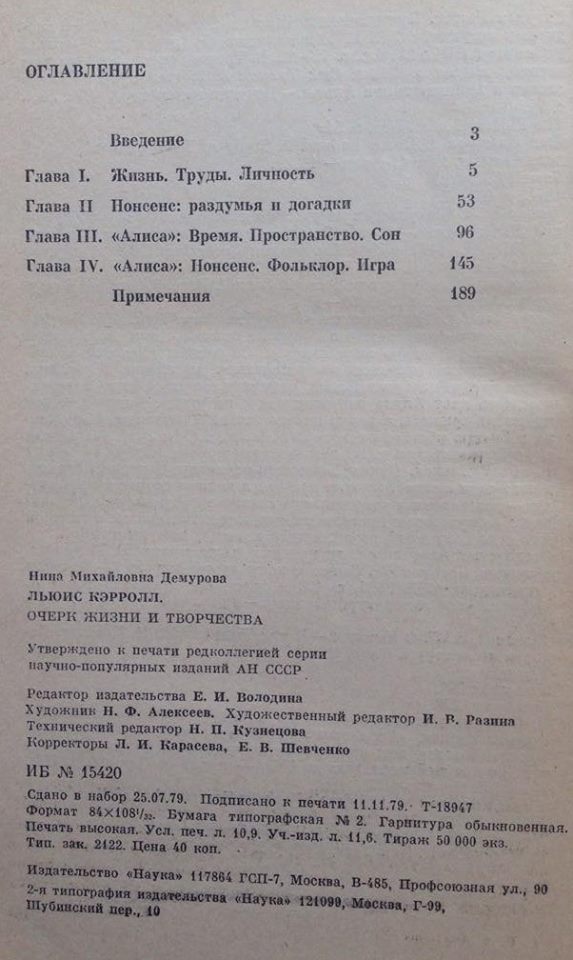 ОГЛАВЛЕНИЕ
Введение 3
Глава I. Жизнь. Труды. Личность 5
Глава II Нонсенс: раздумья и догадки 53
Глава III. «Алиса»: Время. Пространство. Сон 96
Глава IV. «Алиса»: Нонсенс. Фольклор. Игра 145
Примечания 189
Нина Михайловна Демурова
ЛЬЮИС КЭРРОЛЛ.
ОЧЕРК ЖИЗНИ И ТВОРЧЕСТВА
Утверждено к печати редколлегией серии
научно-популярных изданий АН СССР
Редактор издательства Е. И. Володина
Художник Н. Ф. Алексеев. Художественный редактор И. В. Разина
Технический редактор Н. П. Кузнецова
Корректоры Л. И. Карасева, Е. В. Шевченко
ИБ № 15420
Сдано в набор 25.07.79. Подписано к печати 11.11.79. Т-18947
Формат 84×108¹/₃₂. Бумага типографская № 2. Гарнитура обыкновенная.
Печать высокая. Усл. печ. л. 10,9. Уч.-изд. л. 11,6. Тираж 50 000 экз.
Тип. зак. 2122. Цена 40 коп.
Издательство «Наука» 117864 ГСП-7, Москва, В-485, Профсоюзная ул., 90
2-я типография издательства «Наука» 121099, Москва, Г-99,
Шубинский пер., 10